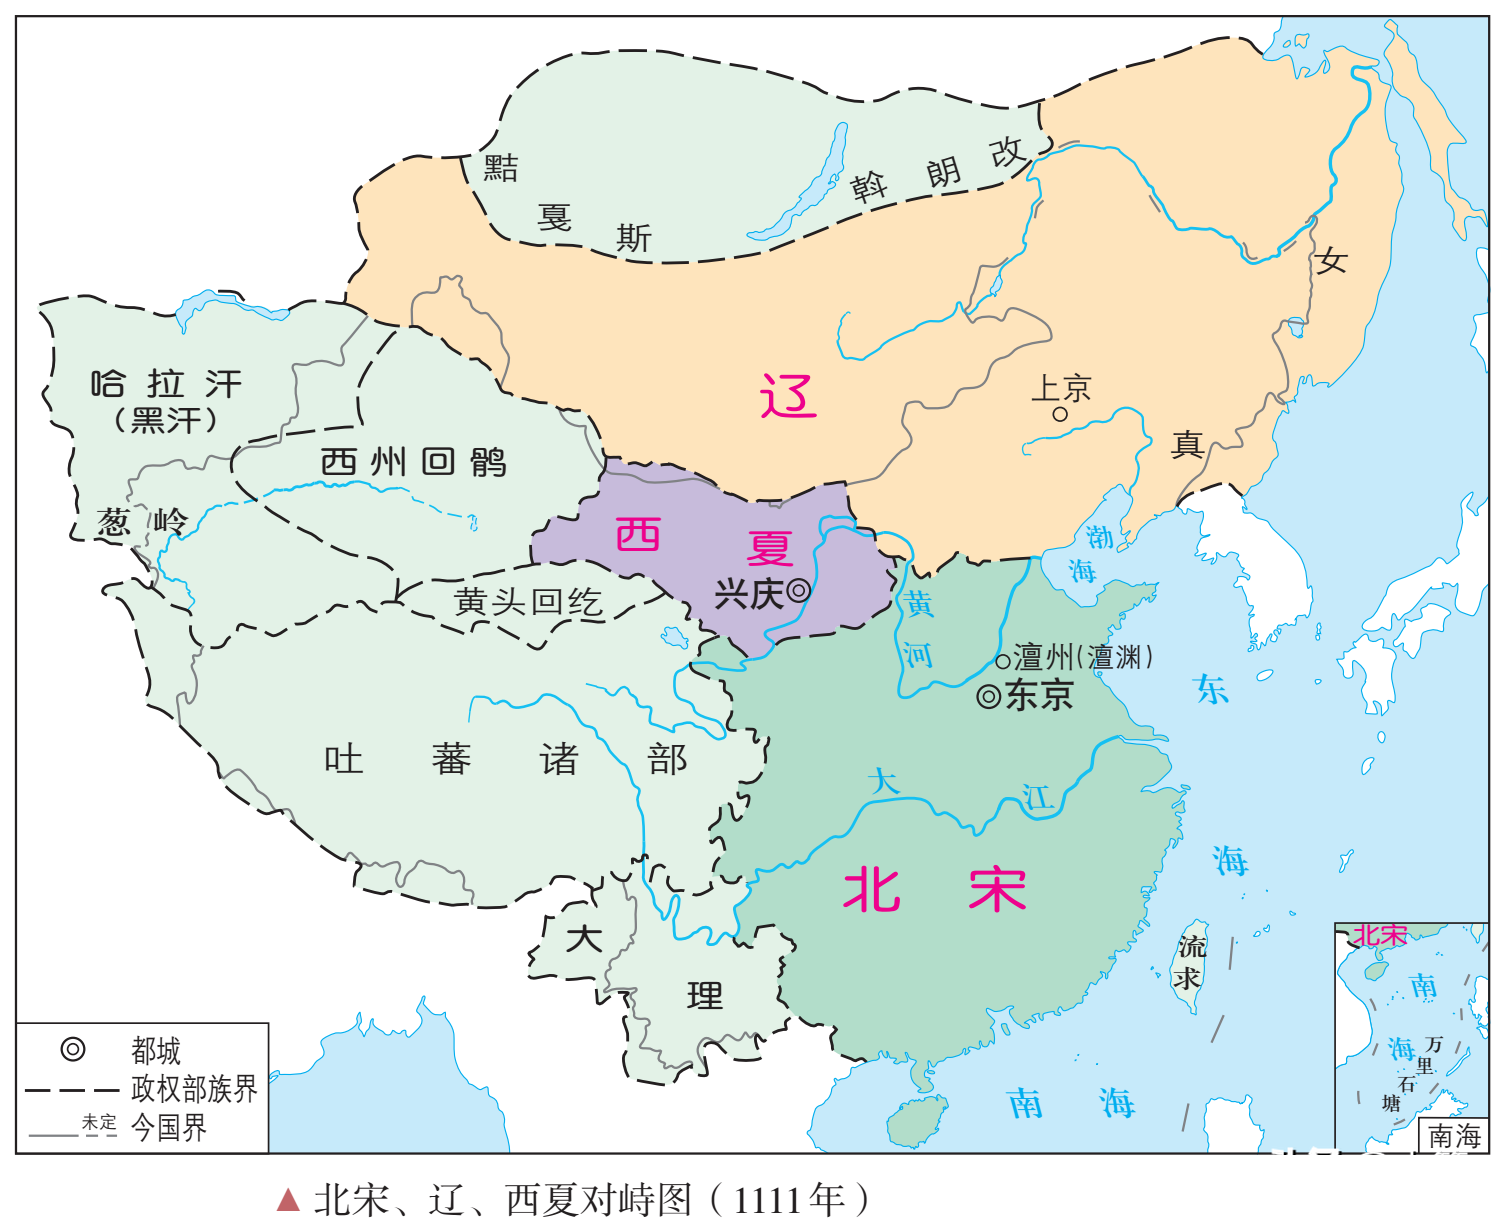 黠戛斯
斡朗改
女真
哈拉汗
（黑汗）
辽
上京
西州回鹘
葱岭
西夏
兴庆
渤海
黄头回纥
黄河
澶州（澶渊）
东京
东海
吐蕃诸部
大江
北宋
大理
流求
南海
北宋
南海
万里石塘
南海
都城
政权部族界
未定
今国界
▲北宋、辽、西夏对峙图（1111年）